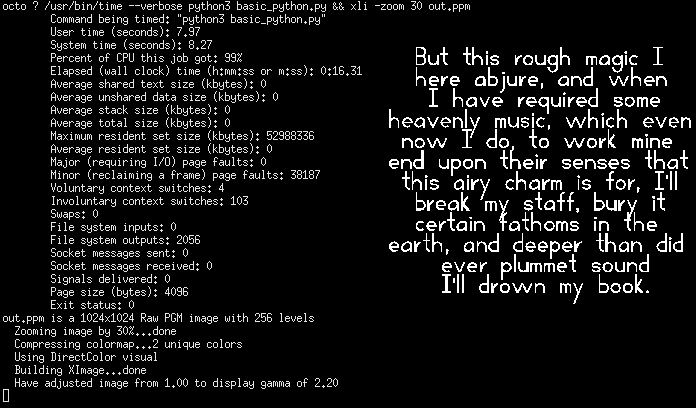 octo ? /usr/bin/time --verbose python3 basic_python.py && xli -zoom 30 out.ppm
Command being timed: "python3 basic_python.py"
User time (seconds): 7.97
System time (seconds): 8.27
Percent of CPU this job got: 99%
Elapsed (wall clock) time (h:mm:ss or m:ss): 0:16.31
Average shared text size (kbytes): 0
Average unshared data size (kbytes): 0
Average stack size (kbytes): 0
Average total size (kbytes): 0
Maximum resident set size (kbytes): 52988336
Average resident set size (kbytes): 0
Major (requiring I/O) page faults: 0
Minor (reclaiming a frame) page faults: 38187
Voluntary context switches: 4
Involuntary context switches: 103
Swaps: 0
File system inputs: 0
File system outputs: 2056
Socket messages sent: 0
Socket messages received: 0
Signals delivered: 0
Page size (bytes): 4096
Exit status: 0
out.ppm is a 1024x1024 Raw PGM image with 256 levels
Zooming image by 30%...done
Compressing colormap...2 unique colors
Using DirectColor visual
Building XImage...done
Have adjusted image from 1.00 to display gamma of 2.20
But this rough magic I
here abjure, and when
I have required some
heavenly music, which even
now I do, to work mine
end upon their senses that
this airy charm is for, I'll
break my staff, bury it
certain fathoms in the
earth, and deeper than did
ever plummet sound
I'll drown my book.